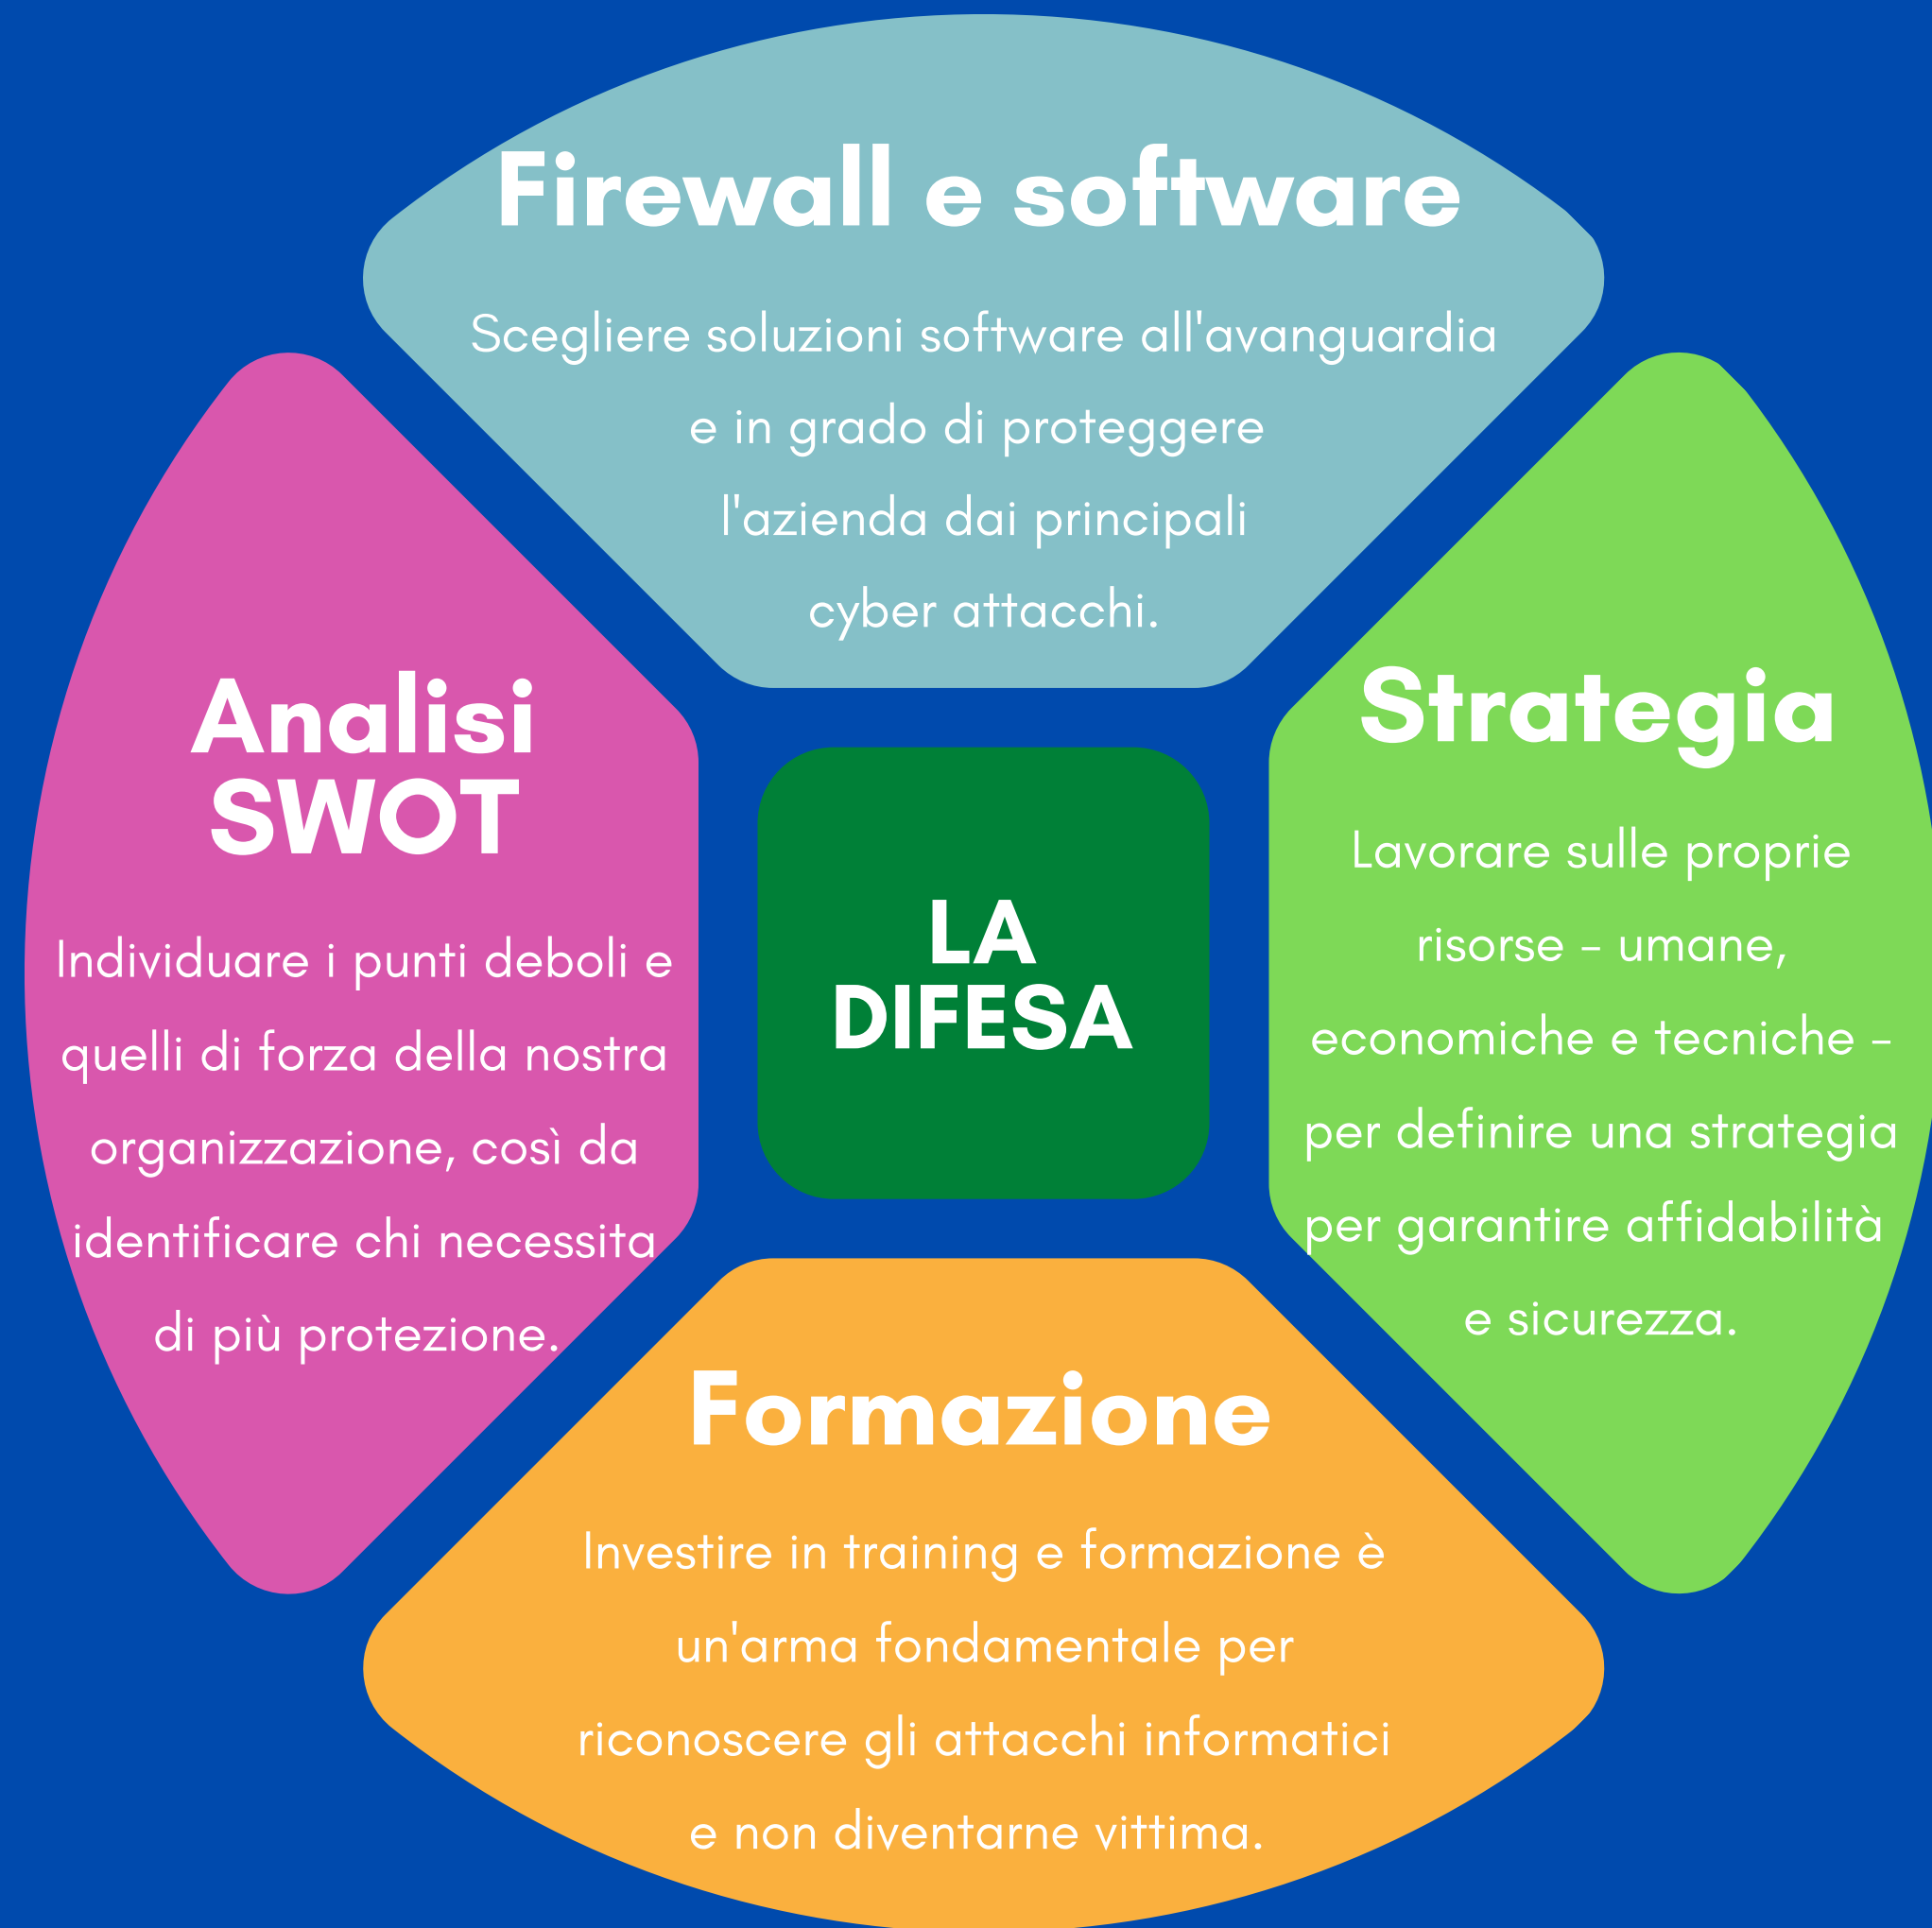 Firewall e software
Scegliere soluzioni software all'avanguardia
e in grado di proteggere
l'azienda dai principali
cyber attacchi.
Analisi
SWOT
Individuare i punti deboli e
quelli di forza della nostra
organizzazione, così da
identificare chi necessita
di più protezione.
LA
DIFESA
Strategia
Lavorare sulle proprie
risorse - umane,
economiche e tecniche -
per definire una strategia
per garantire affidabilità
e sicurezza.
Formazione
Investire in training e formazione è
un'arma fondamentale per
riconoscere gli attacchi informatici
e non diventarne vittima.